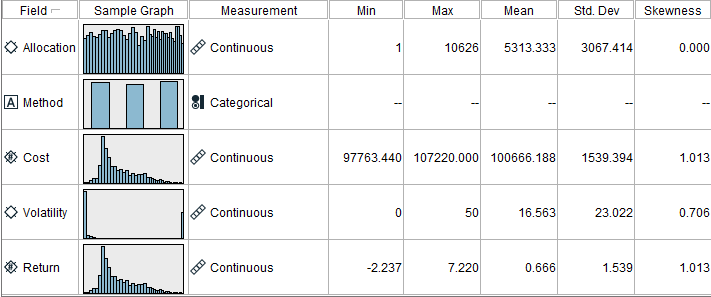 Field Sample Graph Measurement Min Max Mean Std. Dev Skewness
Allocation Continuous 1 10626 5313.333 3067.414 0.000
A Method Categorical -- -- -- -- --
Cost Continuous 97763.440 107220.000 100666.188 1539.394 1.013
Volatility Continuous 0 50 16.563 23.022 0.706
Return Continuous -2.237 7.220 0.666 1.539 1.013